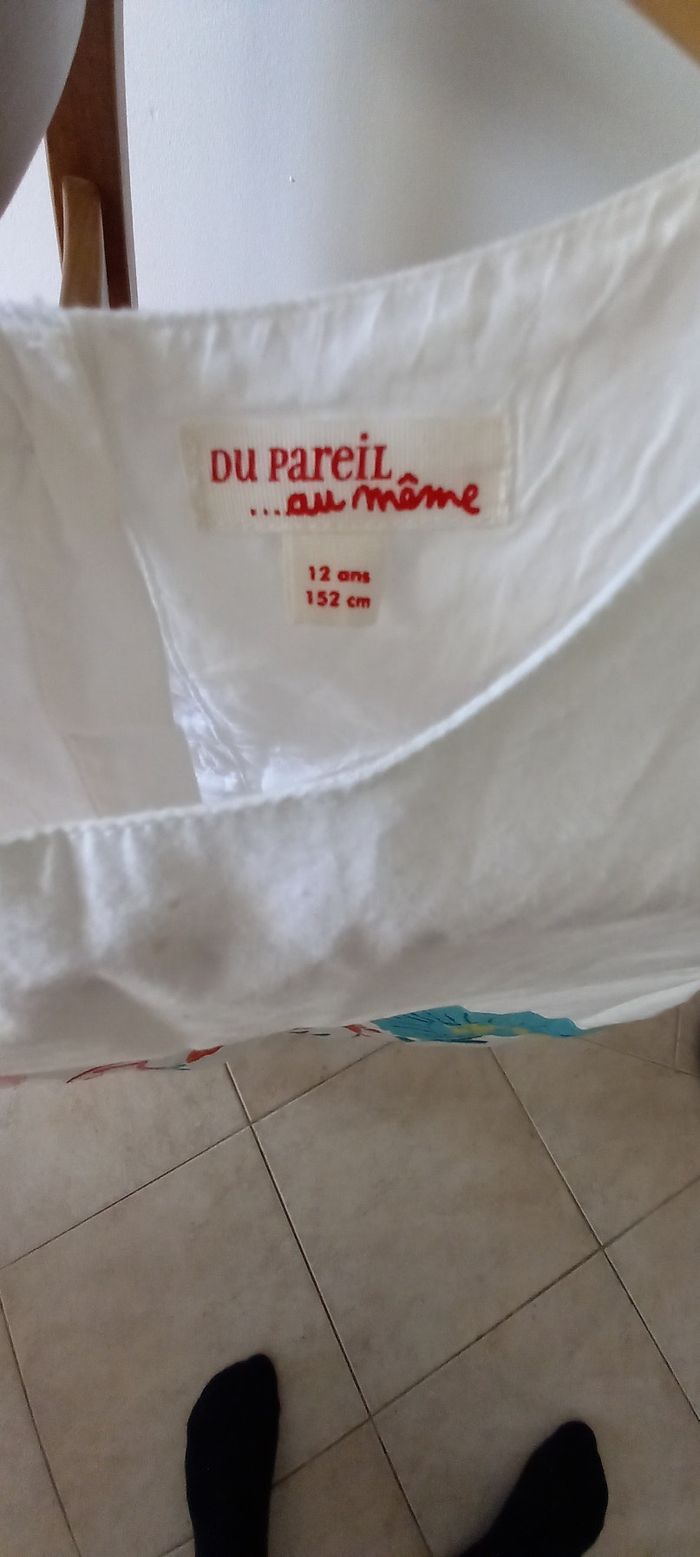 DU PAREIL
...au même
12 ans
152 cm